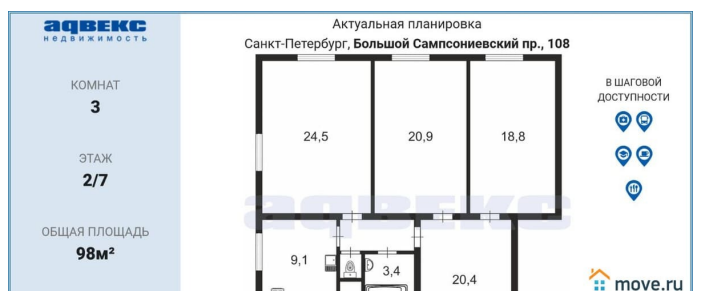 адвекс
НЕДВИЖИМОСТЬ
Актуальная планировка
Санкт-Петербург, Большой Сампсониевский пр., 108
КОМНАТ
3
ЭТАЖ
2/7
ОБЩАЯ ПЛОЩАДЬ
98м²
24,5
20,9
18,8
адвекс
9,1
3,4
20,4
В ШАГОВОЙ
ДОСТУПНОСТИ
move.ru